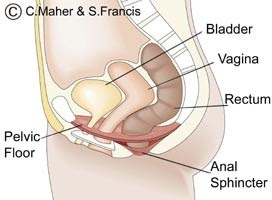 © C.Maher & S.Francis
Bladder
Vagina
Rectum
Pelvic
Floor
Anal
Sphincter